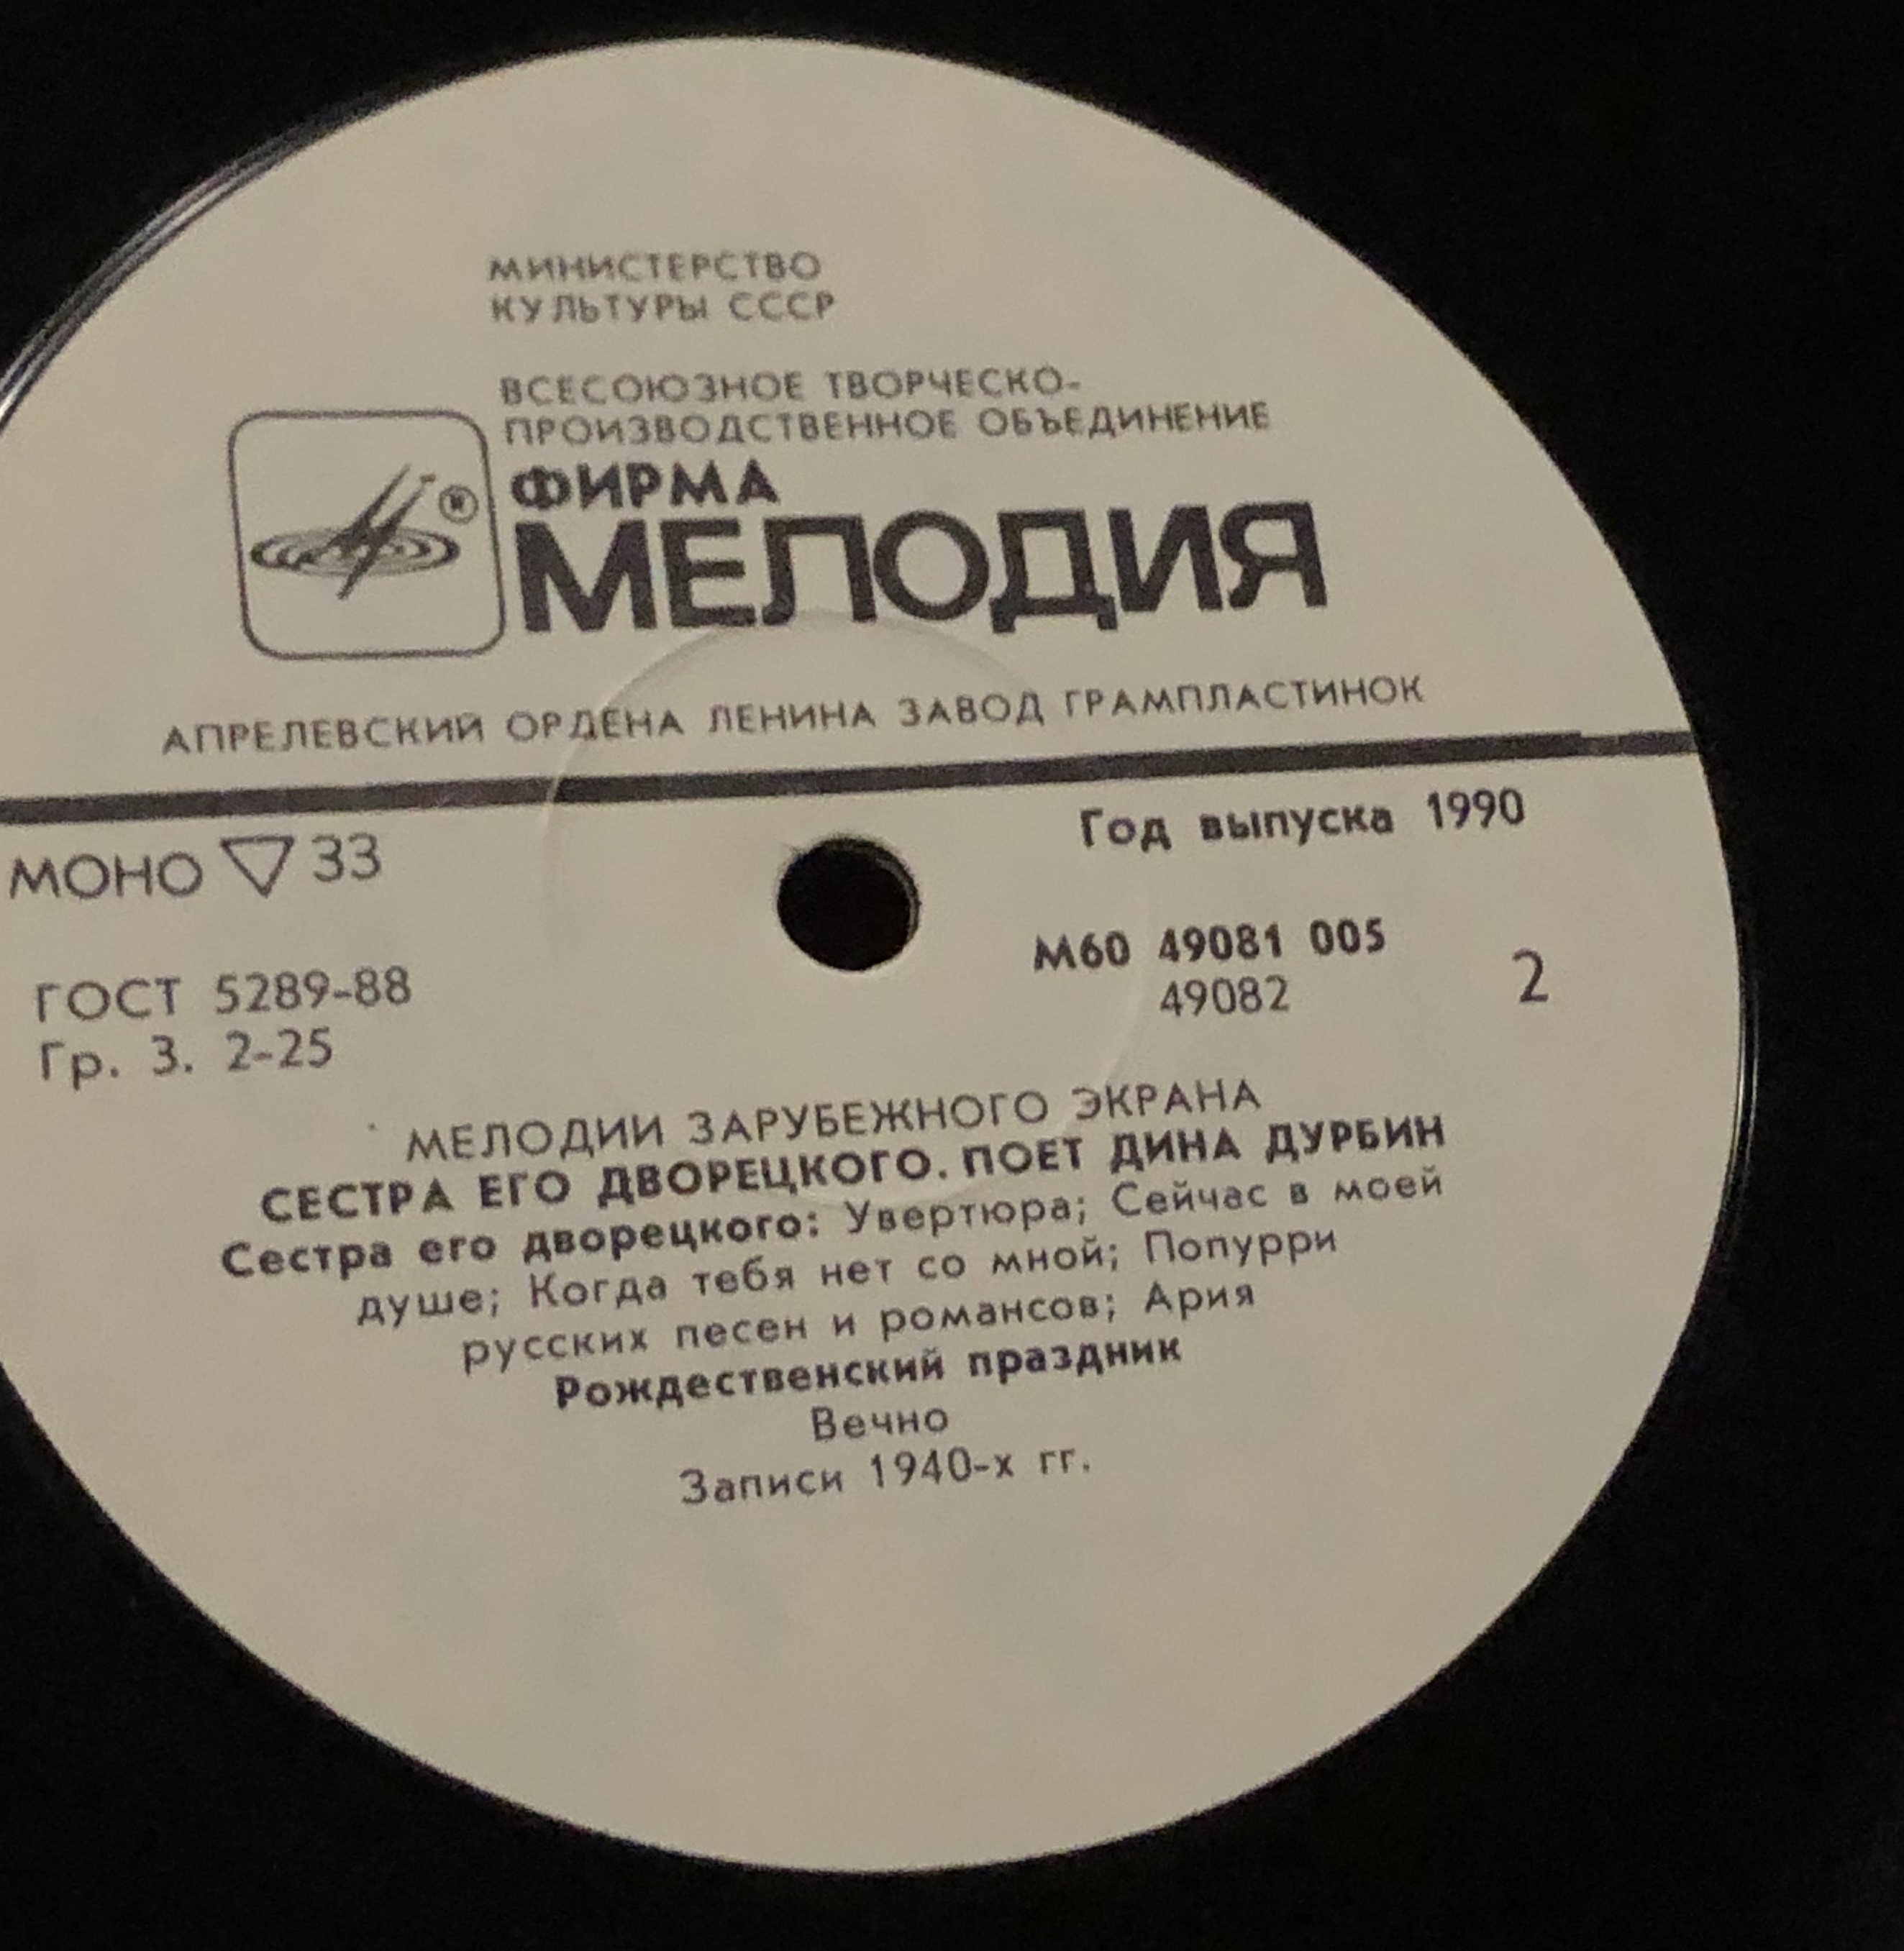 МИНИСТЕРСТВО
КУЛЬТУРЫ СССР
ВСЕСОЮЗНОЕ ТВОРЧЕСКО-
ПРОИЗВОДСТВЕННОЕ ОБЪЕДИНЕНИЕ
ФИРМА
МЕЛОДИЯ
®
АПРЕЛЕВСКИЙ ОРДЕНА ЛЕНИНА ЗАВОД ГРАМПЛАСТИНОК
МОНО ▽ 33
Год выпуска 1990
ГОСТ 5289-88
Гр. 3. 2-25
М60 49081 005
49082
2
МЕЛОДИИ ЗАРУБЕЖНОГО ЭКРАНА
СЕСТРА ЕГО ДВОРЕЦКОГО. ПОЕТ ДИНА ДУРБИН
Сестра его дворецкого: Увертюра; Сейчас в моей
душе; Когда тебя нет со мной; Попурри
русских песен и романсов; Ария
Рождественский праздник
Вечно
Записи 1940-х гг.